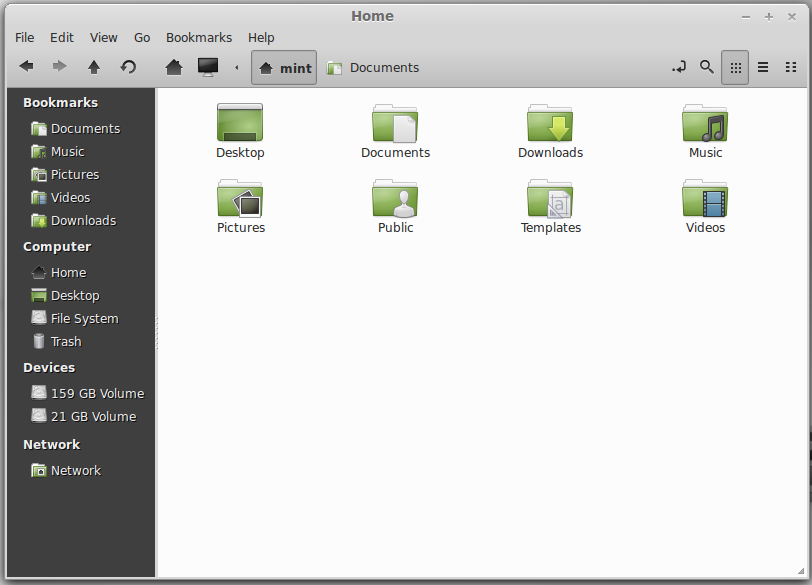 Home
File Edit View Go Bookmarks Help
mint Documents
Bookmarks
Documents
Music
Pictures
Videos
Downloads
Computer
Home
Desktop
File System
Trash
Devices
159 GB Volume
21 GB Volume
Network
Network
Desktop Documents Downloads Music
Pictures Public Templates Videos